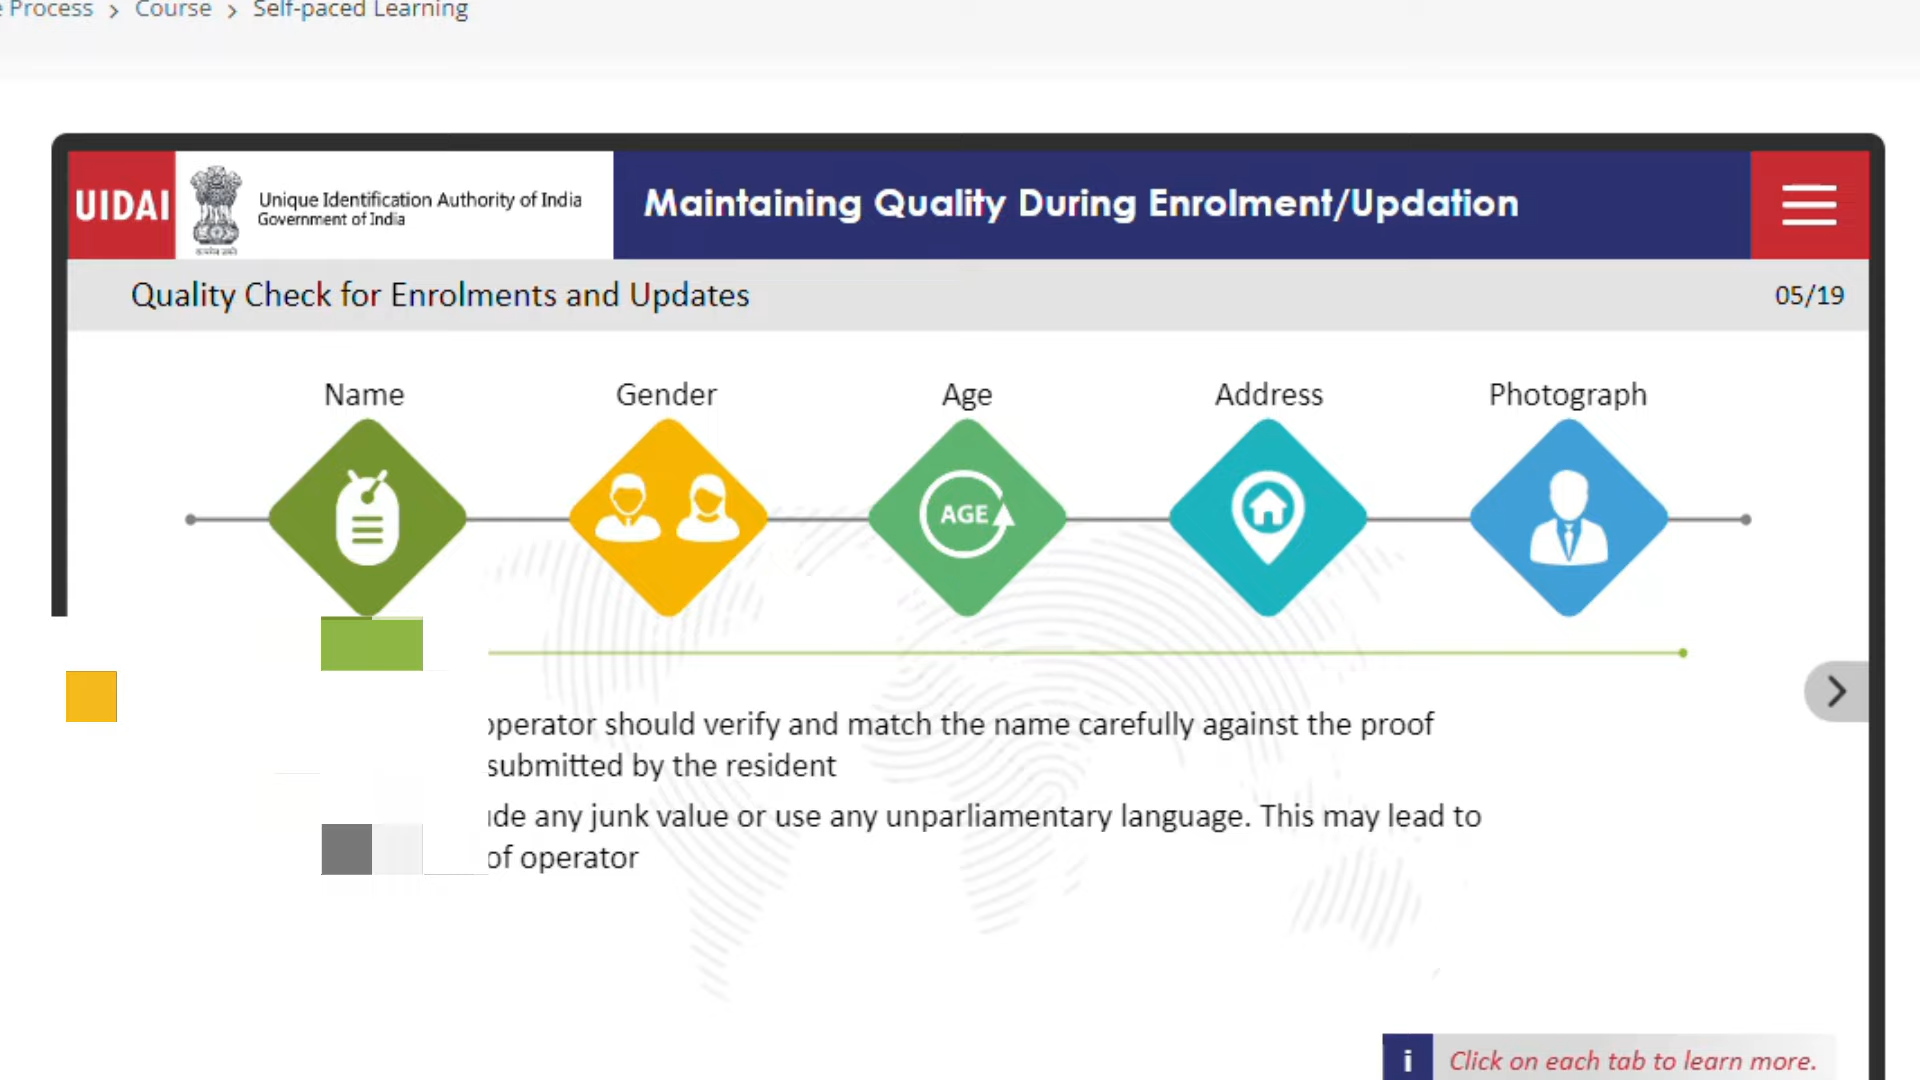 Process > Course > Self-paced Learning
UIDAI
Unique Identification Authority of India
Government of India
Maintaining Quality During Enrolment/Updation
Quality Check for Enrolments and Updates
05/19
Name Gender Age Address Photograph
AGE
operator should verify and match the name carefully against the proof
submitted by the resident
any junk value or use any unparliamentary language. This may lead to
of operator
i Click on each tab to learn more.